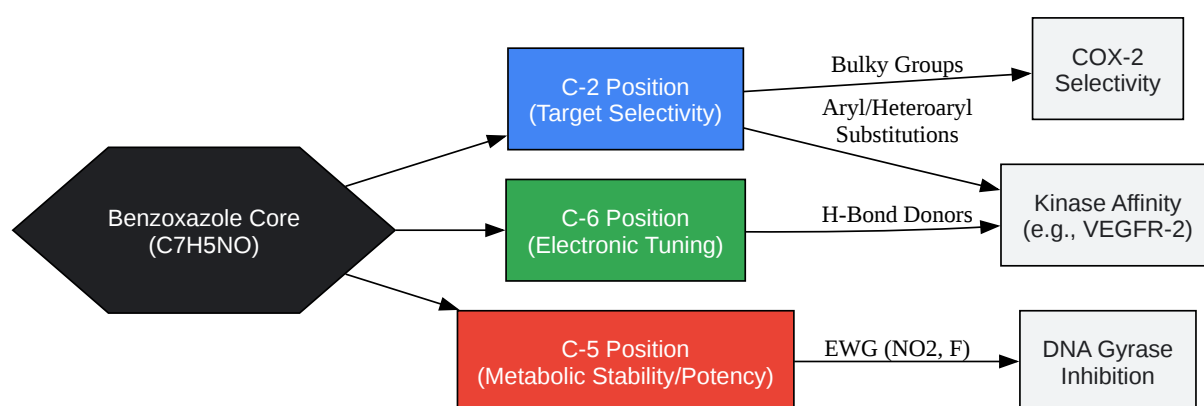 Benzoxazole Core
(C7H5NO)
C-2 Position
(Target Selectivity)
Bulky Groups
COX-2
Selectivity
Aryl/Heteroaryl
Substitutions
C-6 Position
(Electronic Tuning)
H-Bond Donors
Kinase Affinity
(e.g., VEGFR-2)
C-5 Position
(Metabolic Stability/Potency)
EWG (NO2, F)
DNA Gyrase
Inhibition